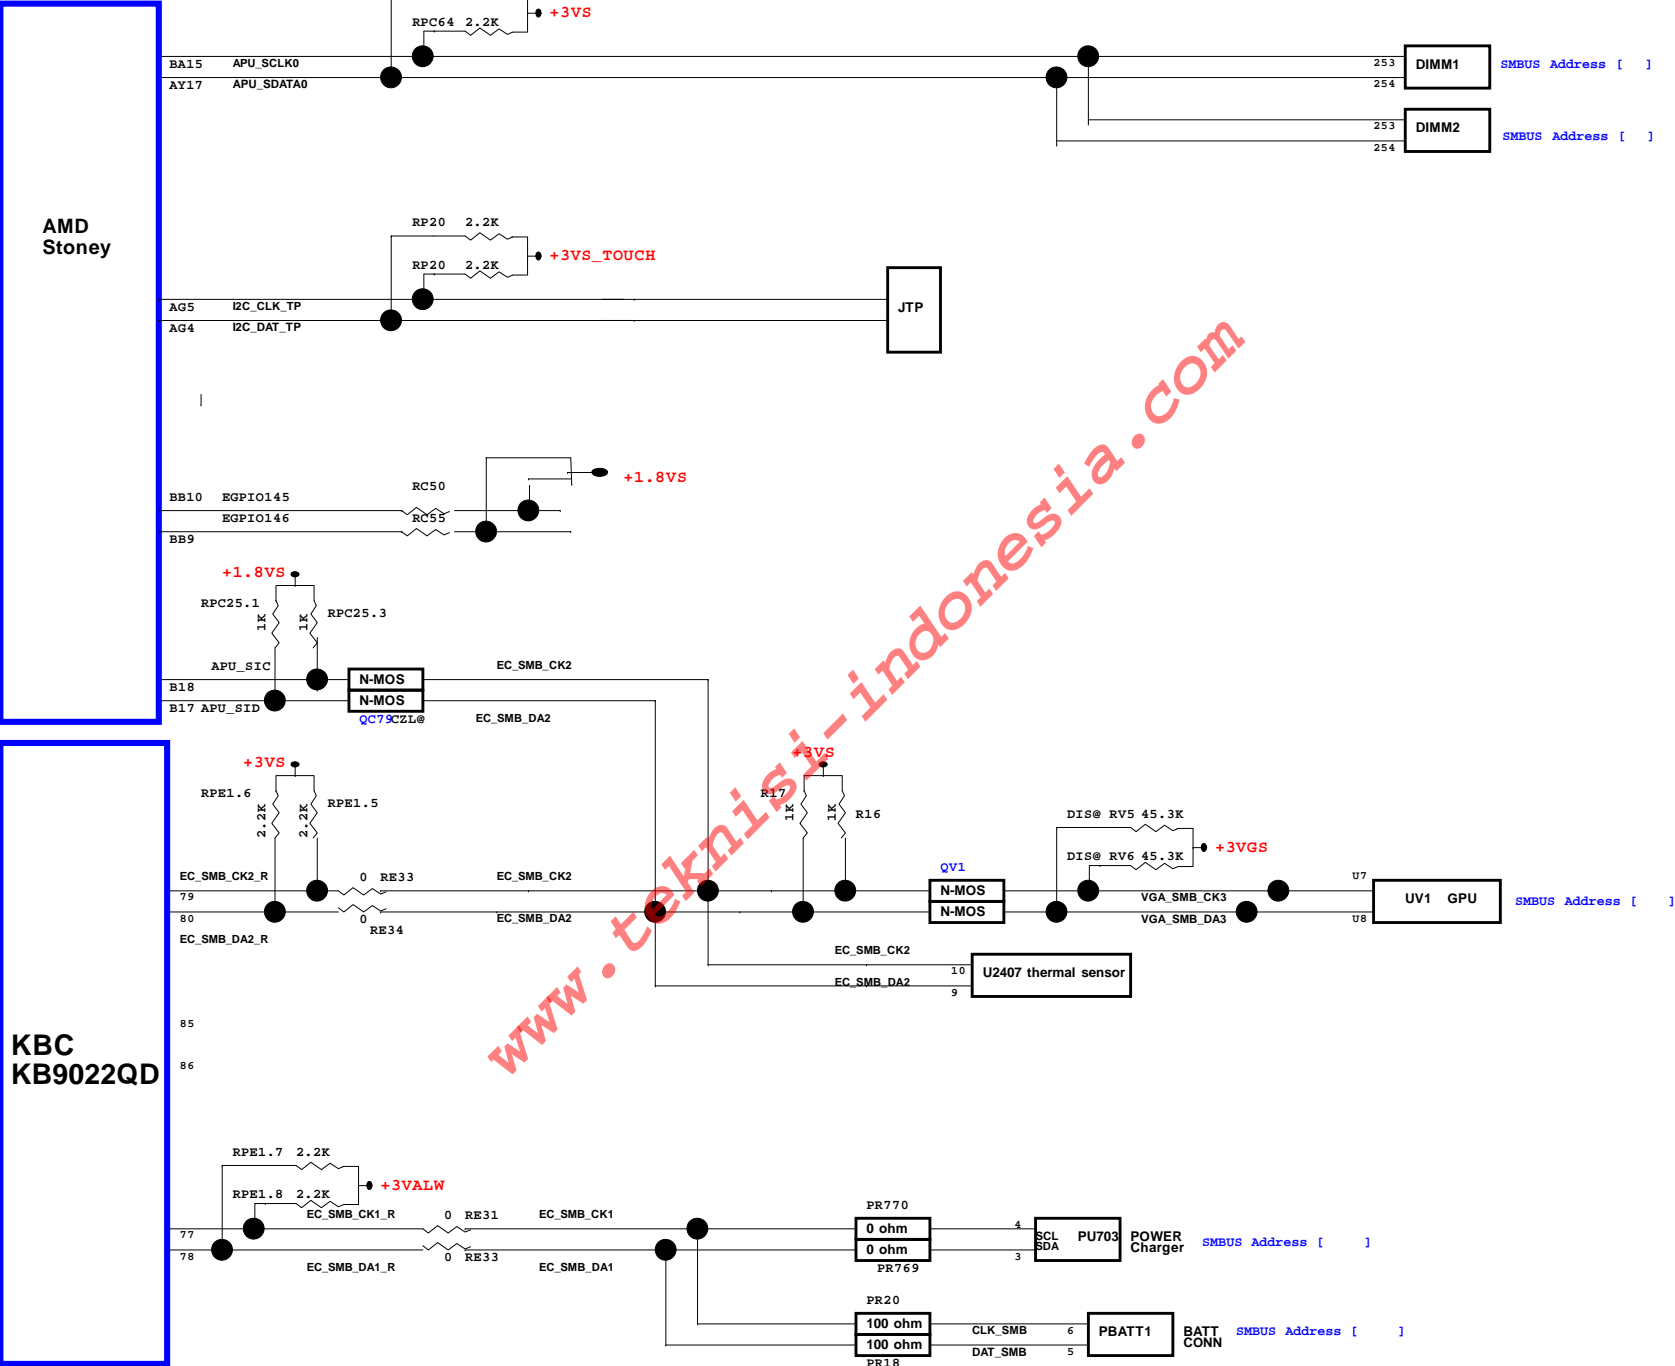 +3VS
RPC64 2.2K
BA15 APU_SCLK0
AY17 APU_SDATA0
253
254
DIMM1
SMBUS Address [ ]
253
254
DIMM2
SMBUS Address [ ]
AMD
Stoney
RP20 2.2K
RP20 2.2K
+3VS_TOUCH
AG5 I2C_CLK_TP
AG4 I2C_DAT_TP
JTP
RC50
+1.8VS
BB10 EGPIO145
EGPIO146
RC55
BB9
+1.8VS
RPC25.1
1K
1K
RPC25.3
APU_SIC
B18
B17 APU_SID
N-MOS
N-MOS
QC79 CZL@
EC_SMB_CK2
EC_SMB_DA2
+3VS
RPE1.6
2.2K
2.2K
RPE1.5
+3VS
R17
1K
1K
R16
DIS@ RV5 45.3K
DIS@ RV6 45.3K
+3VGS
EC_SMB_CK2_R
79
80
EC_SMB_DA2_R
0 RE33
0
RE34
EC_SMB_CK2
EC_SMB_DA2
QV1
N-MOS
N-MOS
VGA_SMB_CK3
VGA_SMB_DA3
U7
U8
UV1 GPU
SMBUS Address [ ]
EC_SMB_CK2
EC_SMB_DA2
10
9
U2407 thermal sensor
85
86
KBC
KB9022QD
RPE1.7 2.2K
RPE1.8 2.2K
+3VALW
77
78
EC_SMB_CK1_R
EC_SMB_DA1_R
0 RE31
0 RE33
EC_SMB_CK1
EC_SMB_DA1
PR770
0 ohm
0 ohm
PR769
4
3
SCL
SDA
PU703
POWER
Charger
SMBUS Address [ ]
PR20
100 ohm
100 ohm
PR18
CLK_SMB
DAT_SMB
6
5
PBATT1
BATT
CONN
SMBUS Address [ ]
www.teknisi-indonesia.com